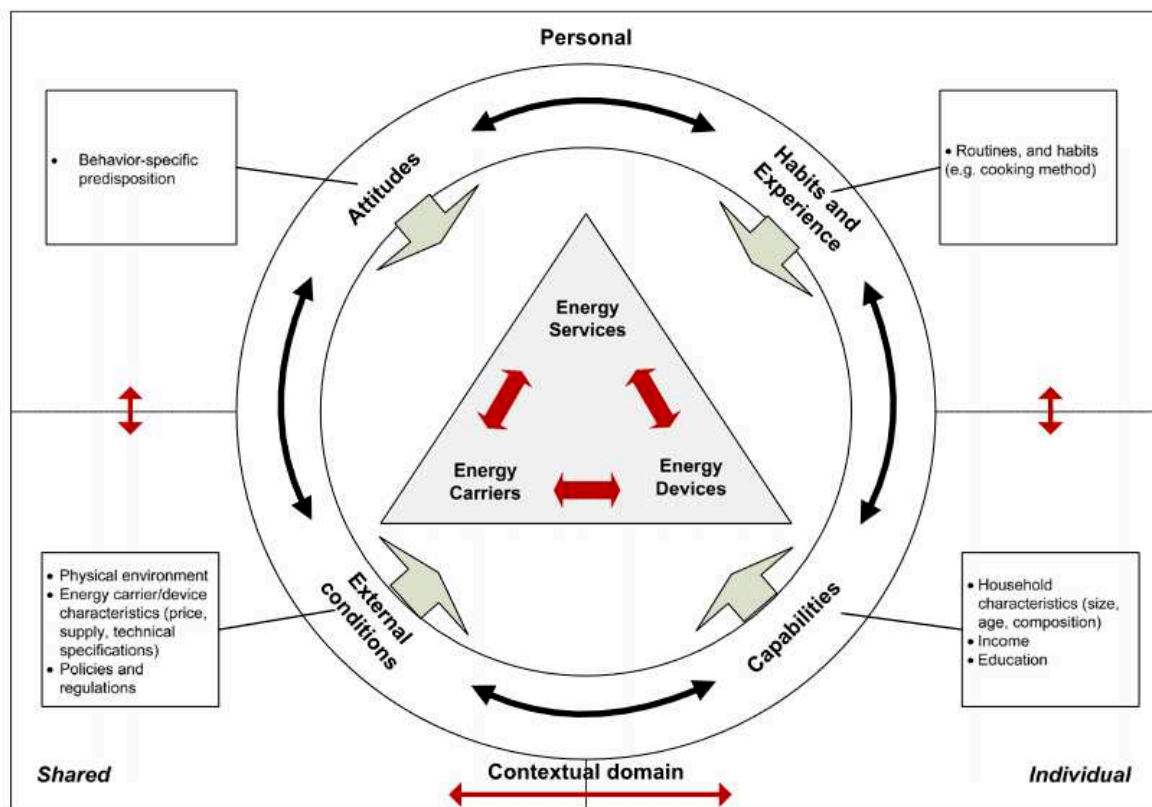 Personal
• Behavior-specific
predisposition
• Routines, and habits
(e.g. cooking method)
Attitudes
Habits and
Experience
Energy
Services
Energy
Carriers
Energy
Devices
External
conditions
Capabilities
• Physical environment
• Energy carrier/device
characteristics (price,
supply, technical
specifications)
• Policies and
regulations
• Household
characteristics (size,
age, composition)
• Income
• Education
Shared
Contextual domain
Individual